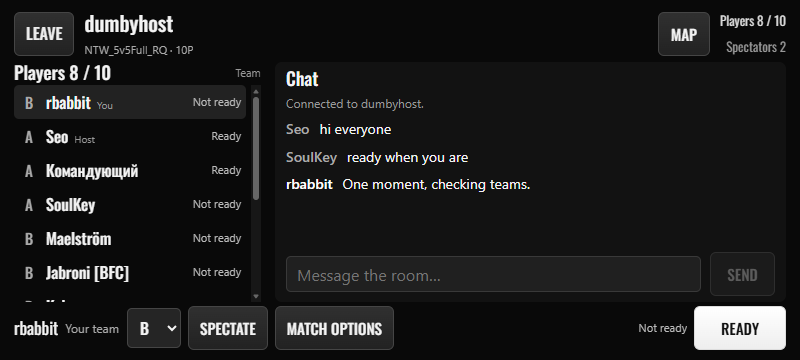 LEAVE
dumbyhost
NTW_5v5Full_RQ · 10P
MAP
Players 8 / 10
Spectators 2
Players 8 / 10
Team
B rbabbit You Not ready
A Seo Host Ready
A Командующий Ready
A SoulKey Not ready
B Maelström Not ready
B Jabroni [BFC] Not ready
Chat
Connected to dumbyhost.
Seo hi everyone
SoulKey ready when you are
rbabbit One moment, checking teams.
Message the room...
SEND
rbabbit Your team B SPECTATE MATCH OPTIONS Not ready READY